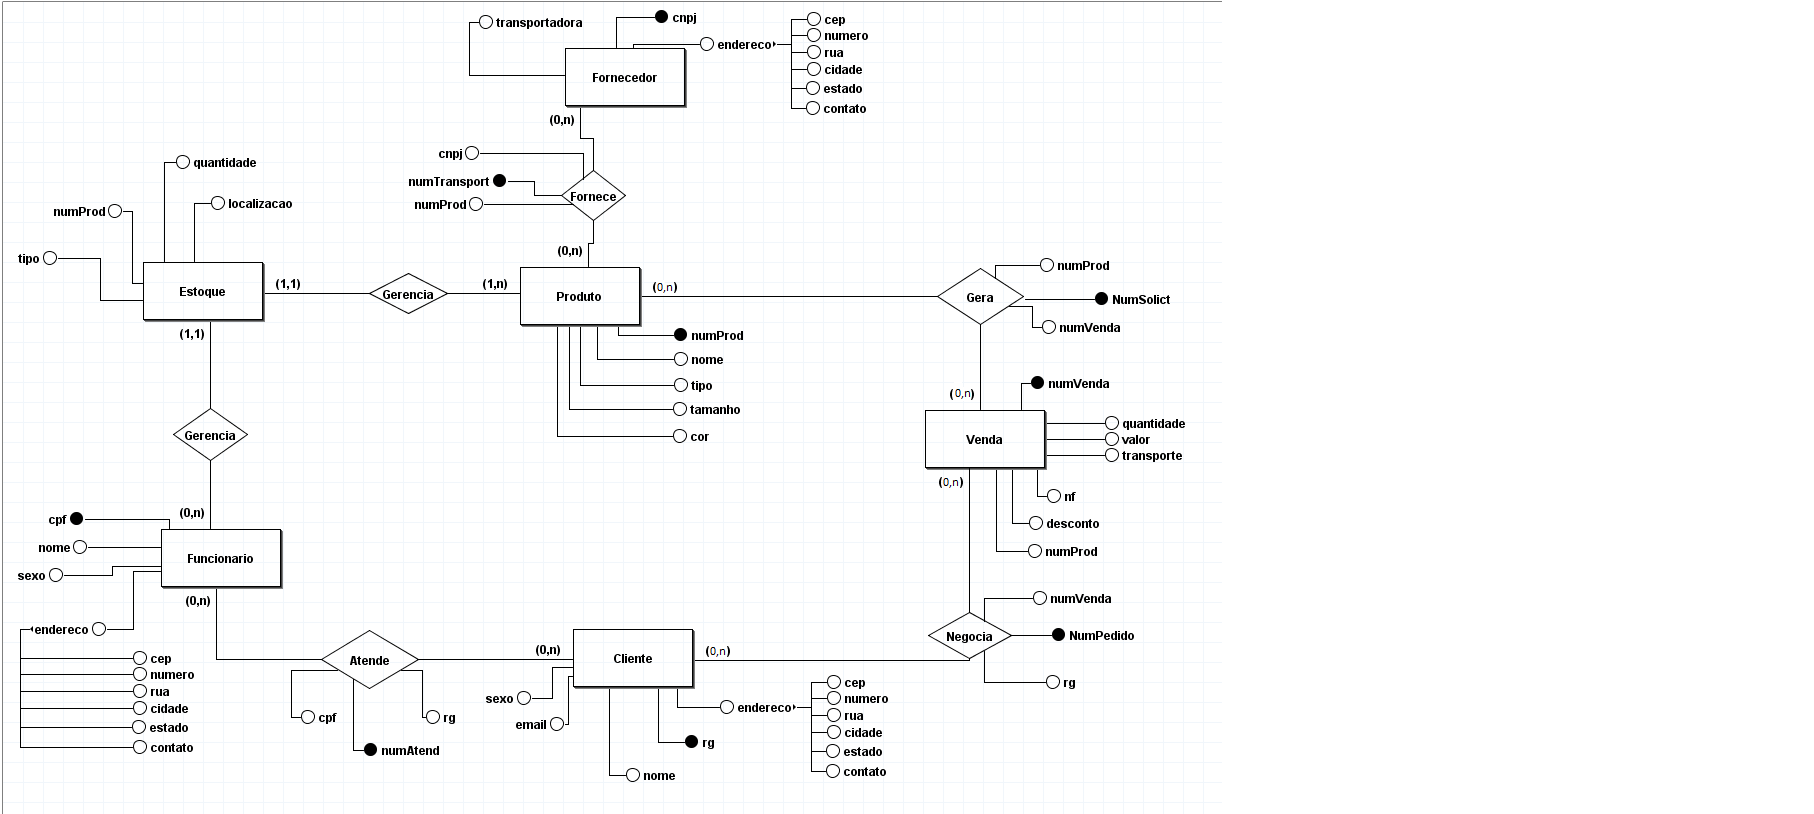 transportadora
cnpj
endereco
cep
numero
rua
cidade
estado
contato
Fornecedor
(0,n)
cnpj
numTransport
numProd
Fornece
(0,n)
quantidade
localizacao
numProd
tipo
Estoque
(1,1)
Gerencia
(1,n)
Produto
(0,n)
Gera
numProd
NumSolict
numVenda
numProd
nome
tipo
tamanho
cor
(1,1)
Gerencia
(0,n)
(0,n)
numVenda
Venda
quantidade
valor
transporte
nf
desconto
numProd
(0,n)
cpf
nome
sexo
Funcionario
(0,n)
endereco
cep
numero
rua
cidade
estado
contato
Atende
cpf
numAtend
rg
(0,n)
Cliente
(0,n)
sexo
email
nome
rg
endereco
cep
numero
rua
cidade
estado
contato
Negocia
numVenda
NumPedido
rg